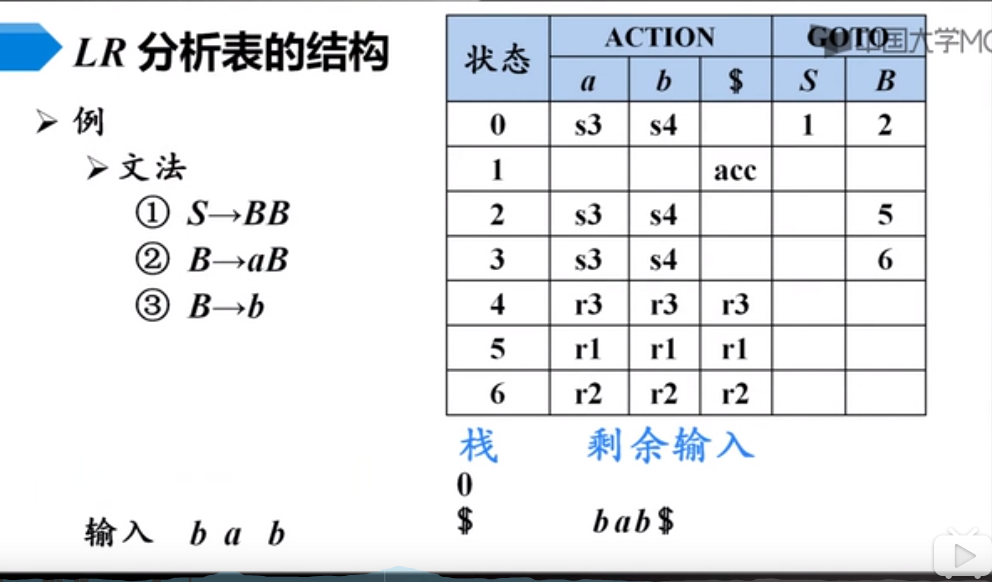 LR 分析表的结构
例
文法
① S→BB
② B→aB
③ B→b
输入 b a b
状态 ACTION GOTO
a b $ S B
中国大学MO
0 s3 s4 1 2
1 acc
2 s3 s4 5
3 s3 s4 6
4 r3 r3 r3
5 r1 r1 r1
6 r2 r2 r2
栈 剩余输入
0
$ bab$